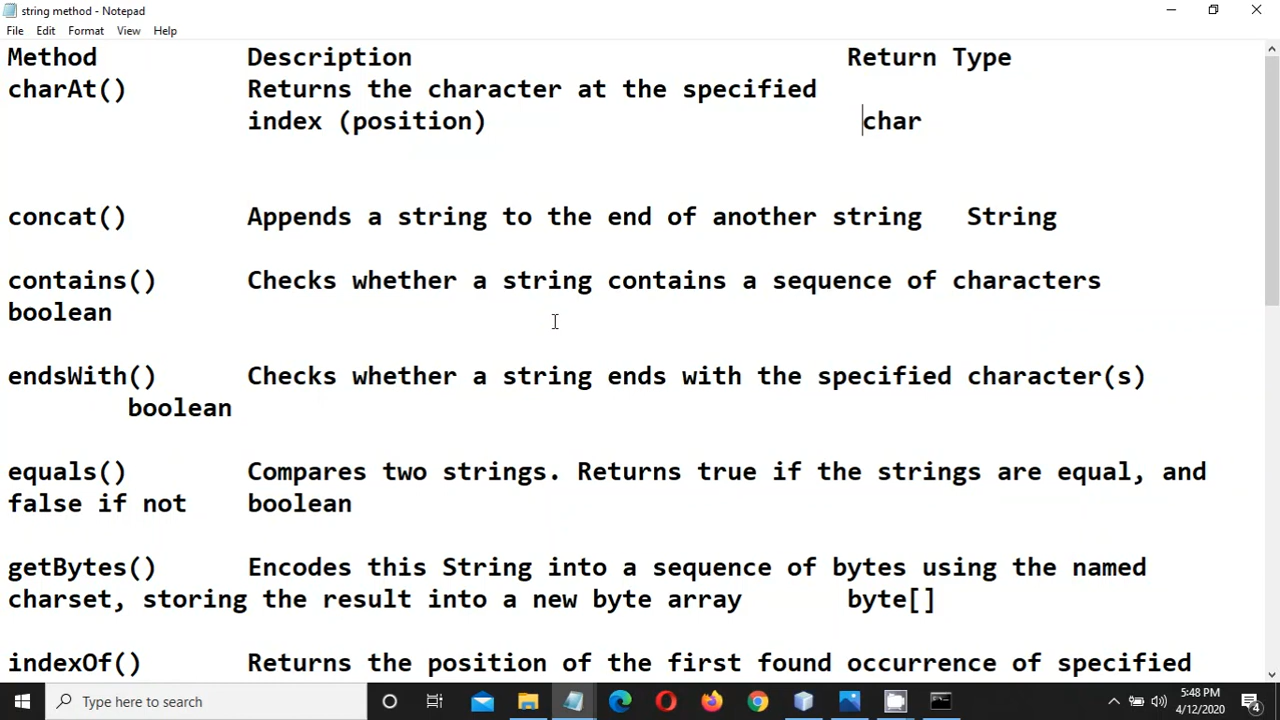 string method - Notepad
File Edit Format View Help
Method Description Return Type
charAt() Returns the character at the specified
index (position) char
concat() Appends a string to the end of another string String
contains() Checks whether a string contains a sequence of characters
boolean
endsWith() Checks whether a string ends with the specified character(s)
boolean
equals() Compares two strings. Returns true if the strings are equal, and
false if not boolean
getBytes() Encodes this String into a sequence of bytes using the named
charset, storing the result into a new byte array byte[]
indexOf() Returns the position of the first found occurrence of specified
Type here to search
5:48 PM
4/12/2020
4